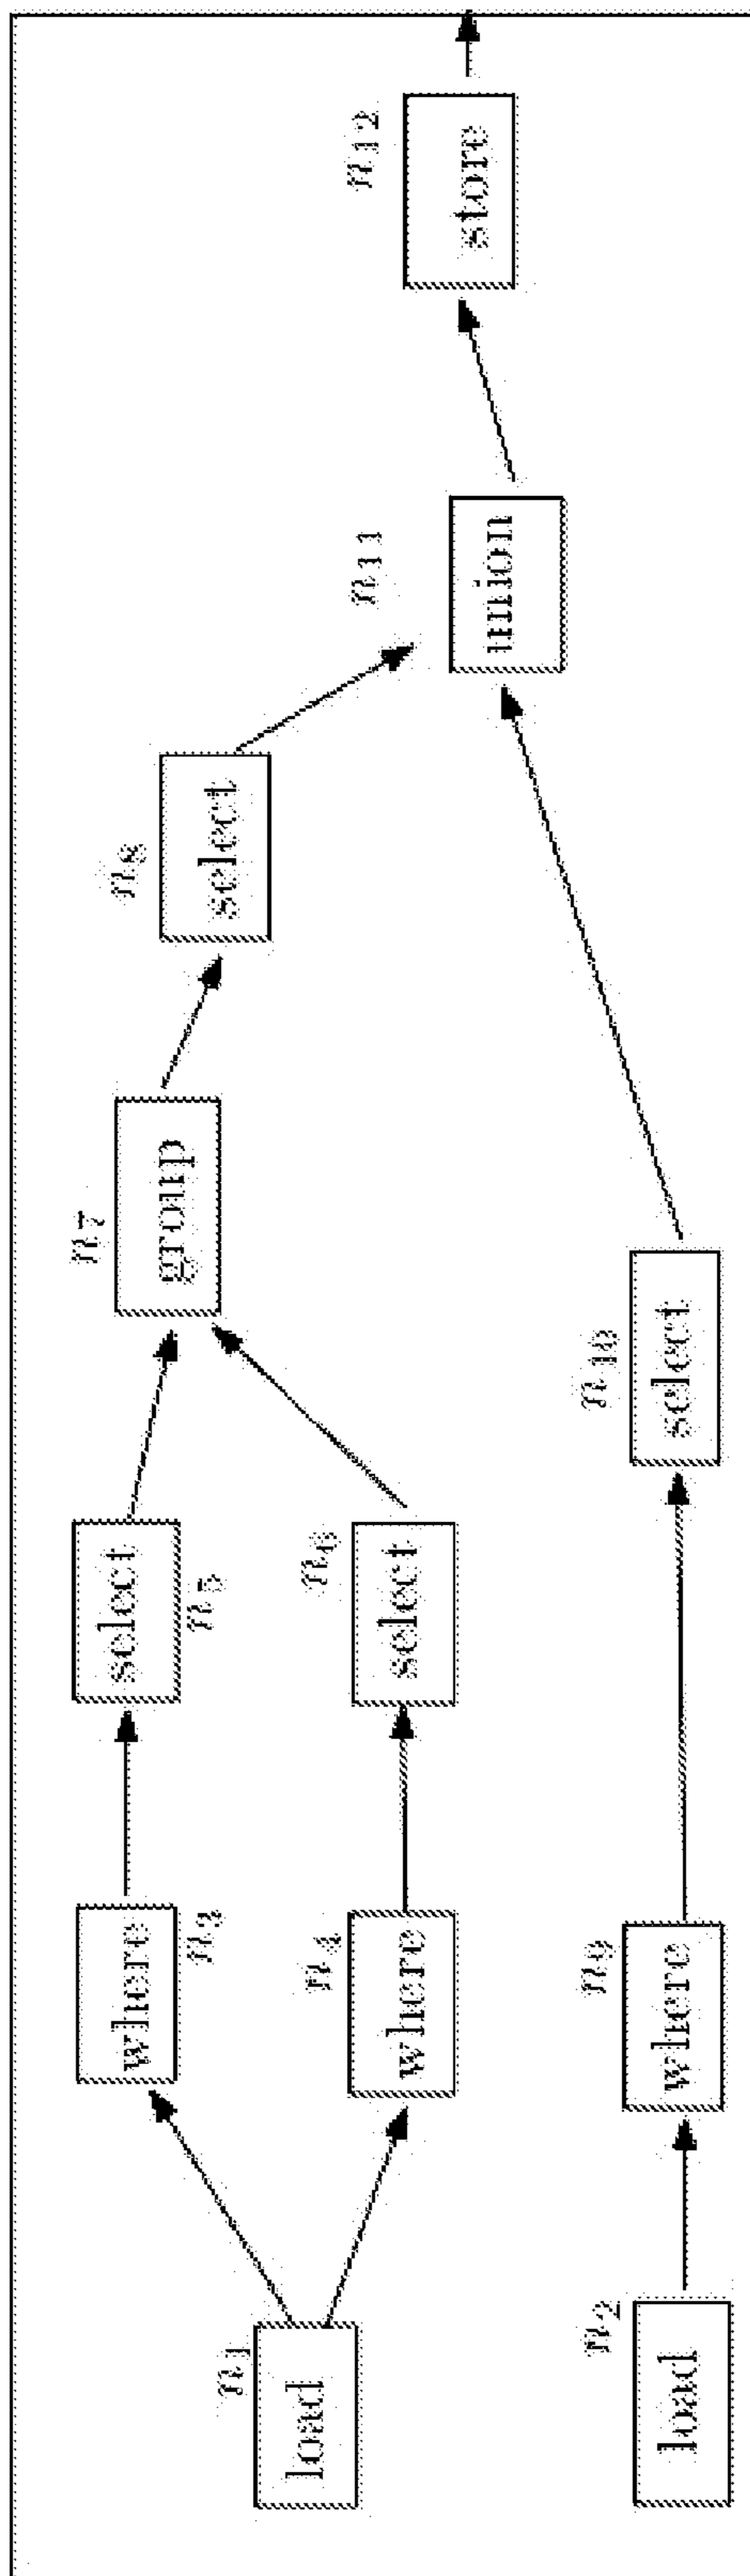 n1
load
n2
load
where
n3
n4
where
n9
where
select
n5
n6
select
n10
select
n7
group
n8
select
n11
union
n12
store